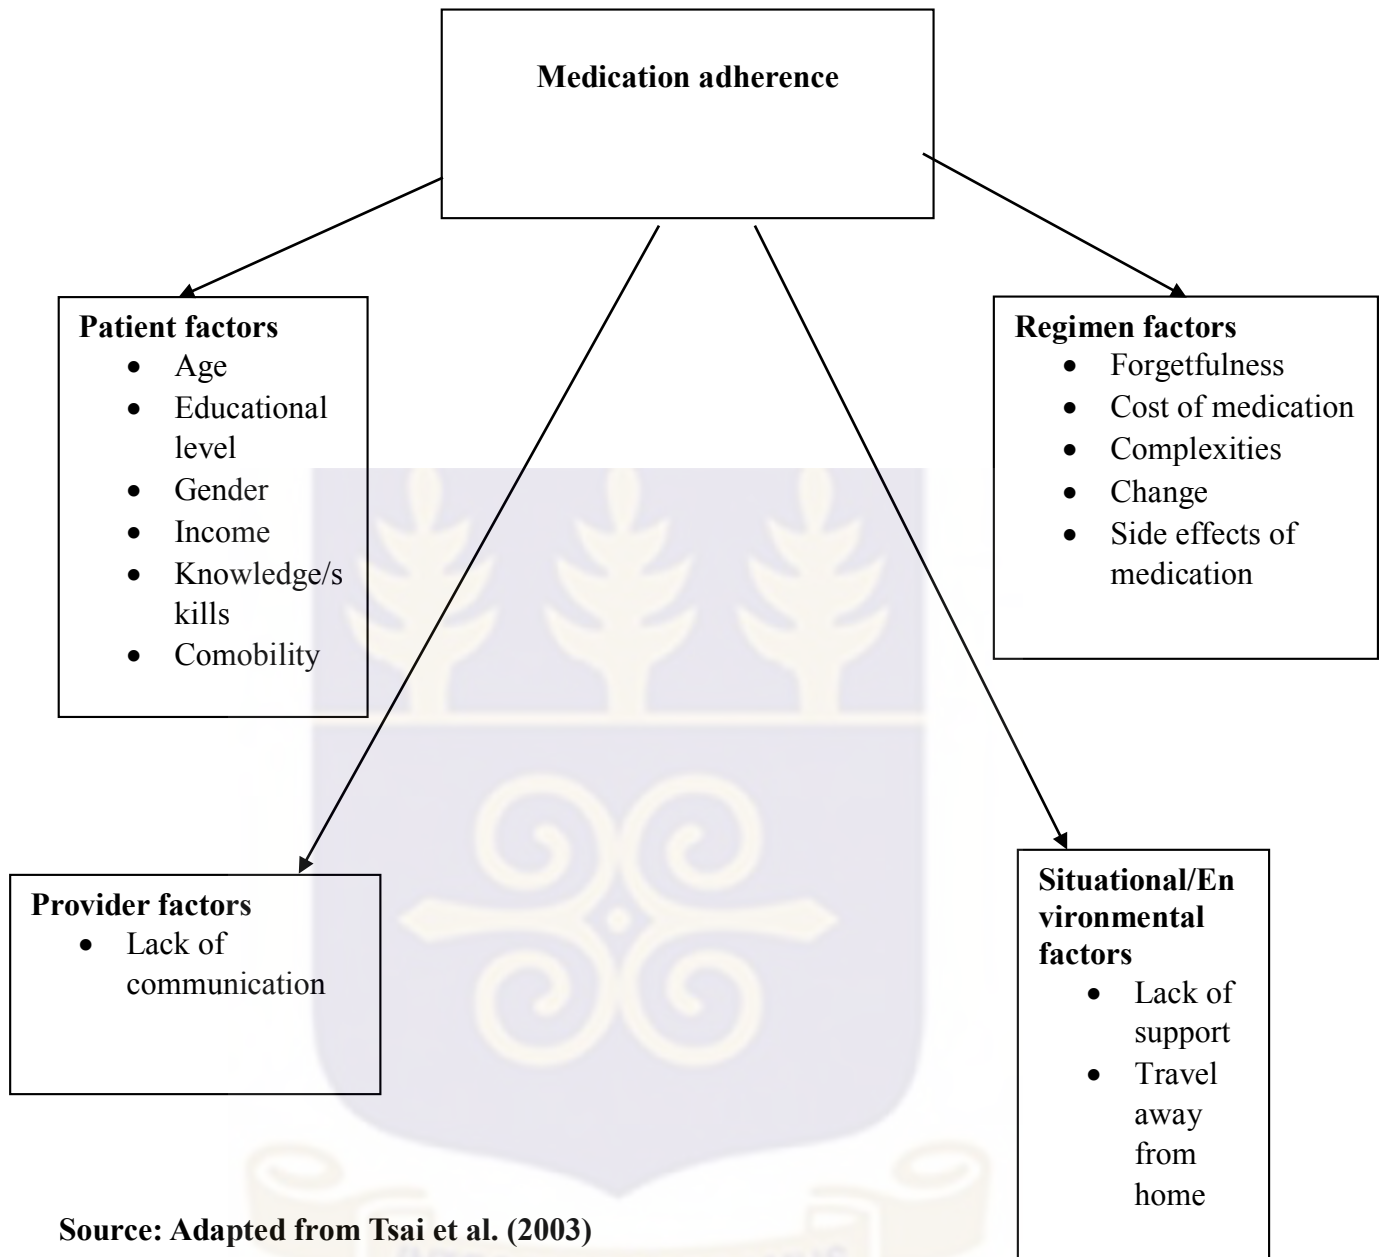 Medication adherence
Patient factors
• Age
• Educational
level
• Gender
• Income
• Knowledge/s
kills
• Comobility
Regimen factors
• Forgetfulness
• Cost of medication
• Complexities
• Change
• Side effects of
medication
Provider factors
• Lack of
communication
Situational/En
vironmental
factors
• Lack of
support
• Travel
away
from
home
Source: Adapted from Tsai et al. (2003)